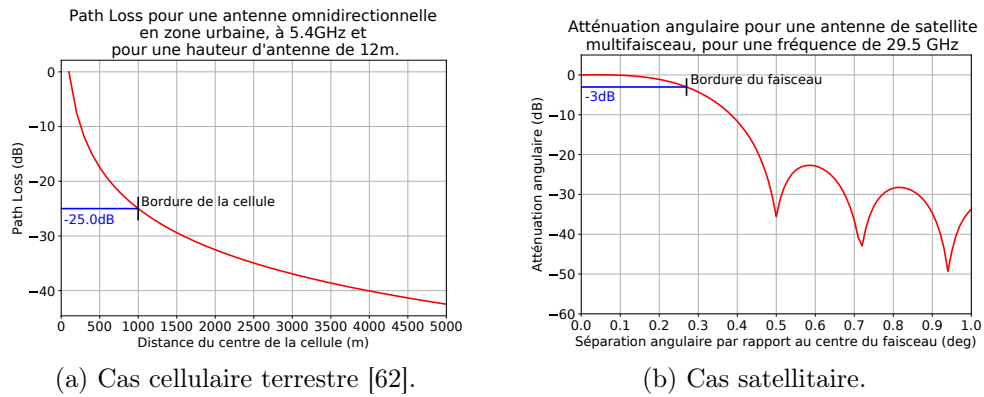 Path Loss pour une antenne omnidirectionnelle
en zone urbaine, à 5.4GHz et
pour une hauteur d'antenne de 12m.
0
−10
−20
−30
−40
Path Loss (dB)
Bordure de la cellule
-25.0dB
0 500 1000 1500 2000 2500 3000 3500 4000 4500 5000
Distance du centre de la cellule (m)
(a) Cas cellulaire terrestre [62].
Atténuation angulaire pour une antenne de satellite
multifaisceau, pour une fréquence de 29.5 GHz
0
−10
−20
−30
−40
−50
−60
Atténuation angulaire (dB)
Bordure du faisceau
-3dB
0.0 0.1 0.2 0.3 0.4 0.5 0.6 0.7 0.8 0.9 1.0
Séparation angulaire par rapport au centre du faisceau (deg)
(b) Cas satellitaire.